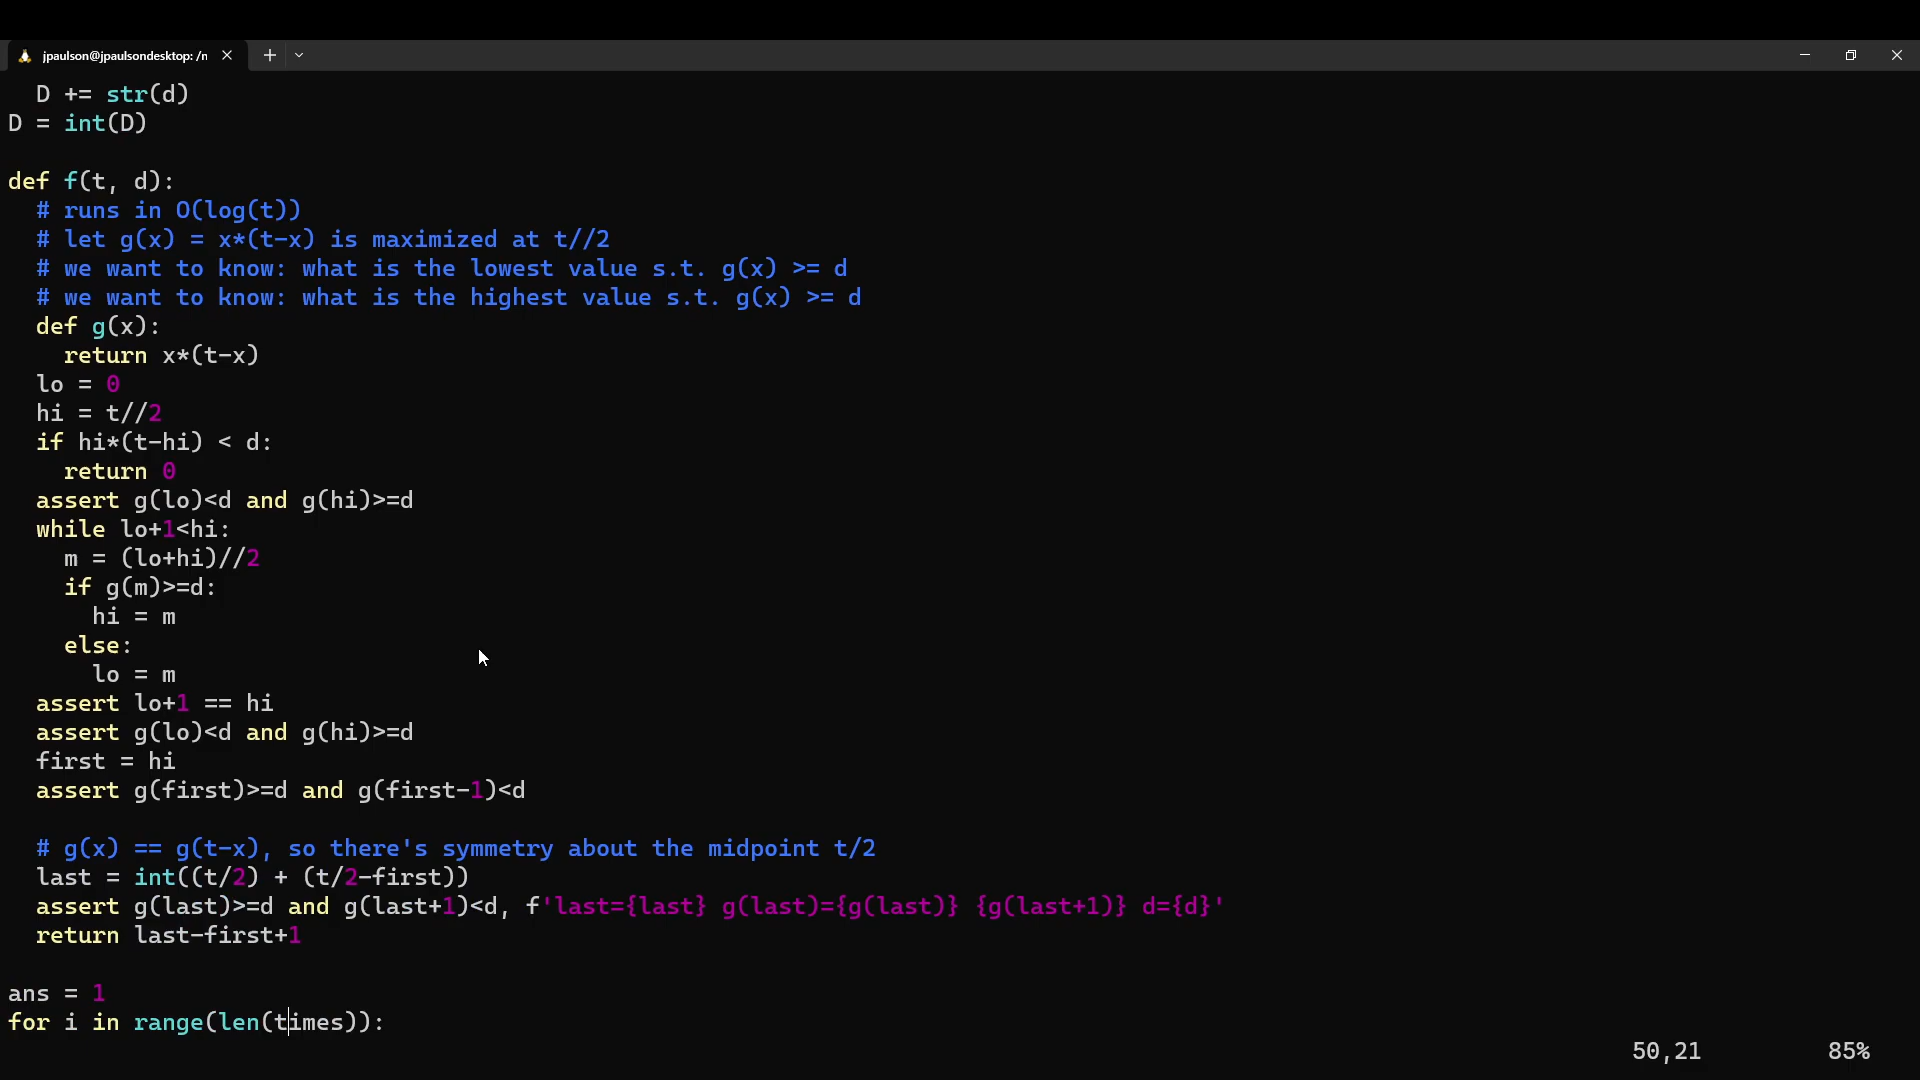 jpaulson@jpaulsondesktop: /n
  D += str(d)
D = int(D)

def f(t, d):
  # runs in O(log(t))
  # let g(x) = x*(t-x) is maximized at t//2
  # we want to know: what is the lowest value s.t. g(x) >= d
  # we want to know: what is the highest value s.t. g(x) >= d
  def g(x):
    return x*(t-x)
  lo = 0
  hi = t//2
  if hi*(t-hi) < d:
    return 0
  assert g(lo)<d and g(hi)>=d
  while lo+1<hi:
    m = (lo+hi)//2
    if g(m)>=d:
      hi = m
    else:
      lo = m
  assert lo+1 == hi
  assert g(lo)<d and g(hi)>=d
  first = hi
  assert g(first)>=d and g(first-1)<d

  # g(x) == g(t-x), so there's symmetry about the midpoint t/2
  last = int((t/2) + (t/2-first))
  assert g(last)>=d and g(last+1)<d, f'last={last} g(last)={g(last)} {g(last+1)} d={d}'
  return last-first+1

ans = 1
for i in range(len(times)):
50,21 85%